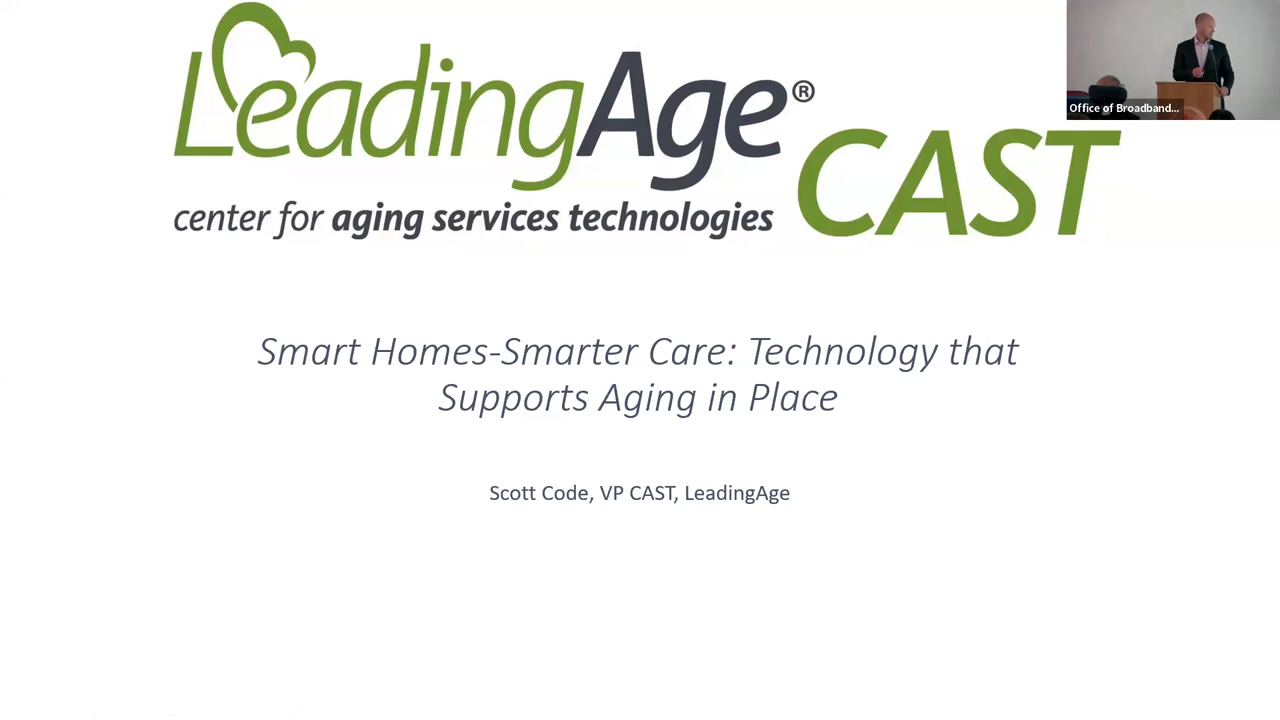 LeadingAge®
CAST
center for aging services technologies
Office of Broadband...
Smart Homes-Smarter Care: Technology that
Supports Aging in Place
Scott Code, VP CAST, LeadingAge